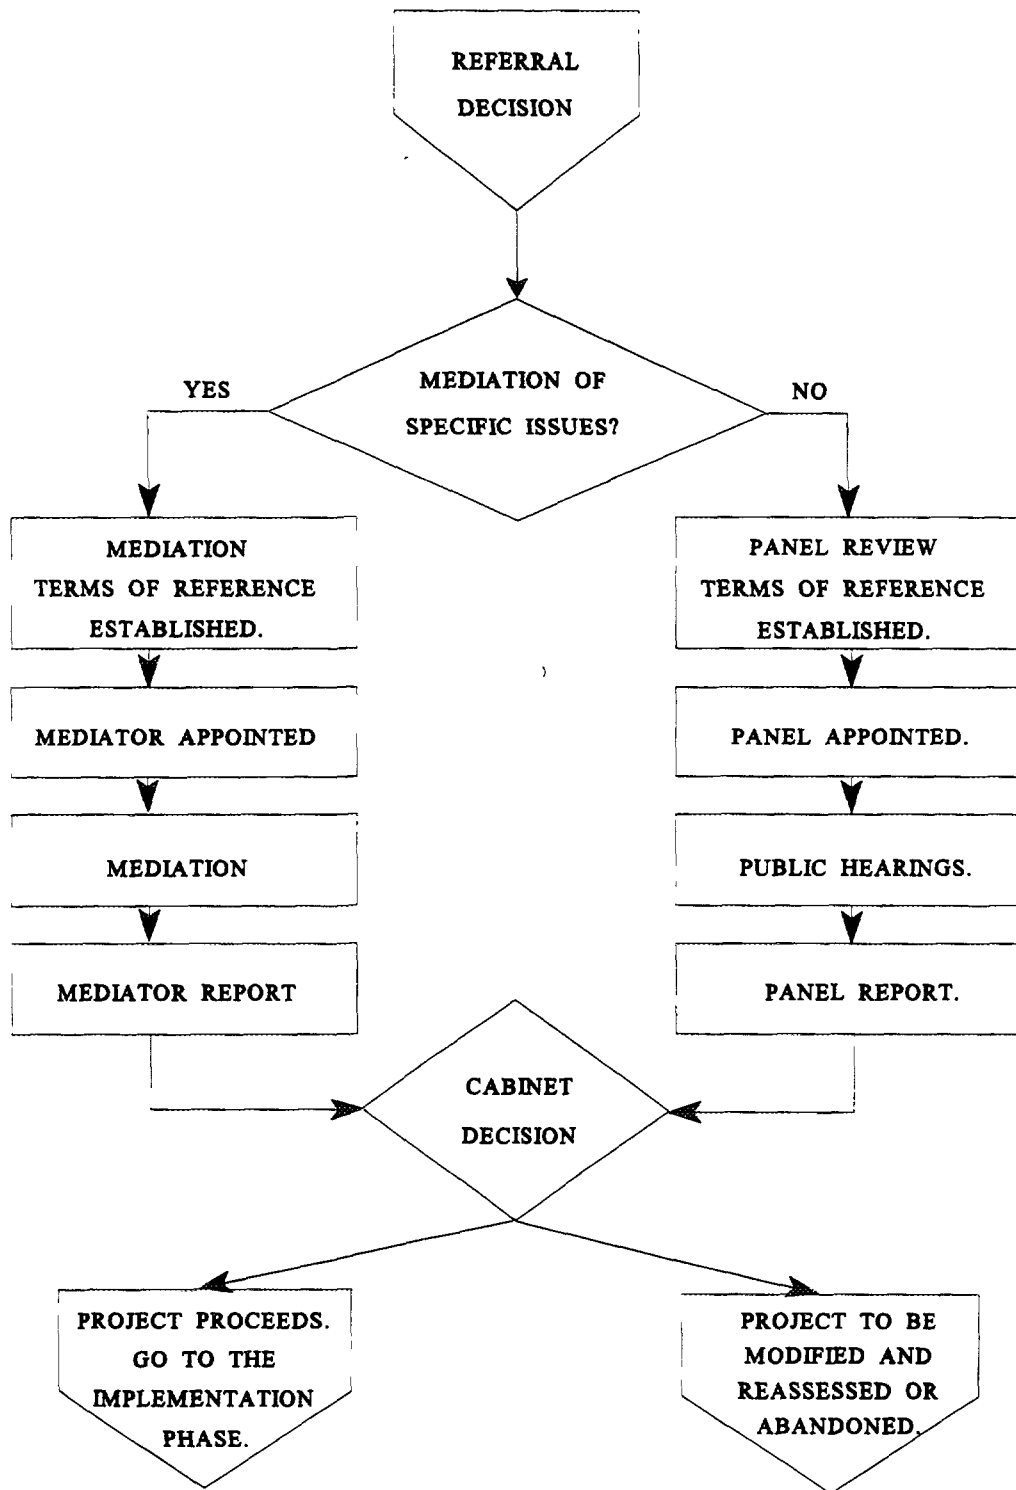 REFERRAL
DECISION
MEDIATION OF
SPECIFIC ISSUES?
YES
NO
MEDIATION
TERMS OF REFERENCE
ESTABLISHED.
MEDIATOR APPOINTED
MEDIATION
MEDIATOR REPORT
PANEL REVIEW
TERMS OF REFERENCE
ESTABLISHED.
PANEL APPOINTED.
PUBLIC HEARINGS.
PANEL REPORT.
CABINET
DECISION
PROJECT PROCEEDS.
GO TO THE
IMPLEMENTATION
PHASE.
PROJECT TO BE
MODIFIED AND
REASSESSED OR
ABANDONED.